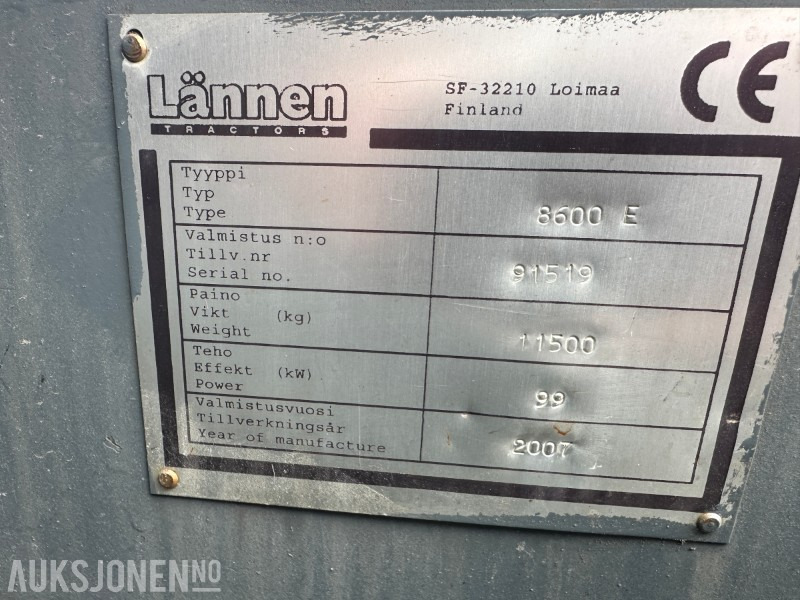 Lännen
TRACTORS
SF-32210 Loimaa
Finland
CE
Tyyppi
Typ
Type
8600 E
Valmistus n:o
Tillv.nr
Serial no.
91519
Paino
Vikt (kg)
Weight
11500
Teho
Effekt (kW)
Power
99
Valmistusvuosi
Tillverkningsår
Year of manufacture
2007
AUKSJONEN.NO